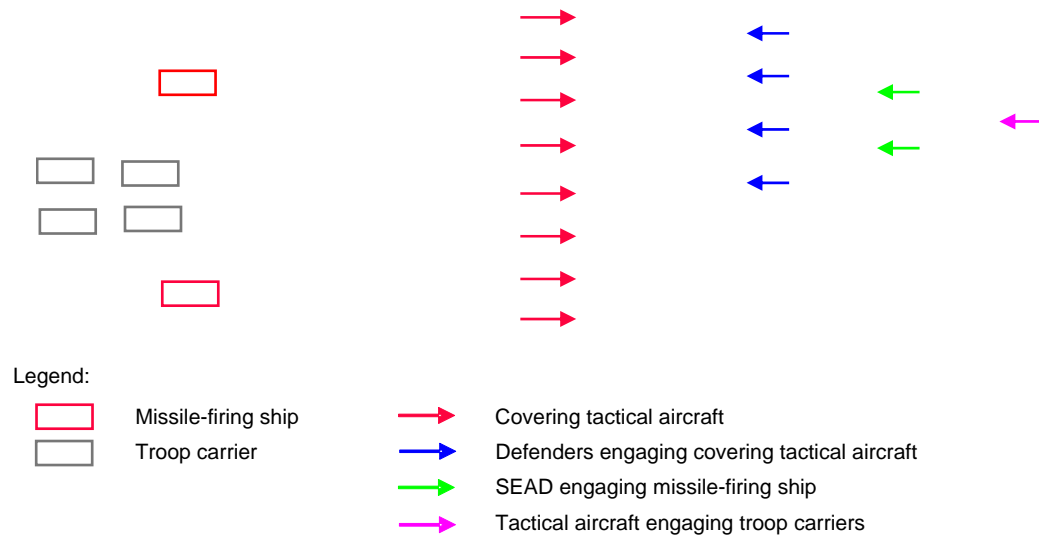 Legend:
Missile-firing ship
Covering tactical aircraft
Troop carrier
Defenders engaging covering tactical aircraft
SEAD engaging missile-firing ship
Tactical aircraft engaging troop carriers